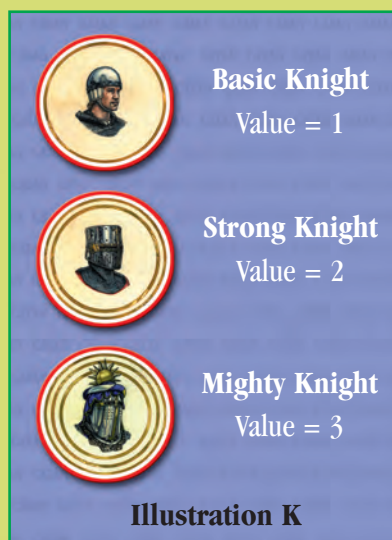 Basic Knight
Value = 1
Strong Knight
Value = 2
Mighty Knight
Value = 3
Illustration K